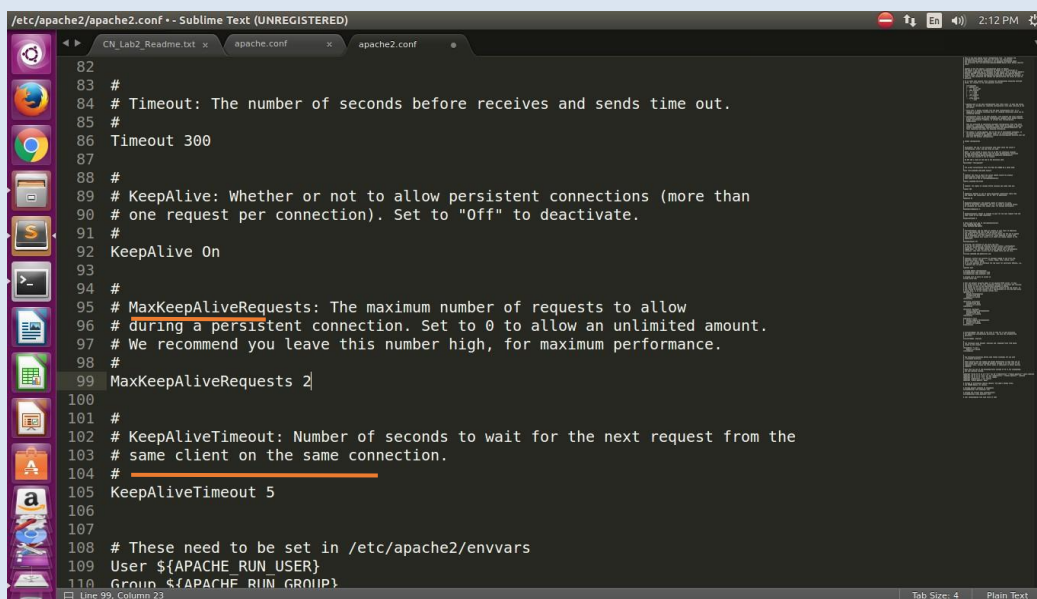 /etc/apache2/apache2.conf • - Sublime Text (UNREGISTERED)
En 2:12 PM
CN_Lab2_Readme.txt x apache.conf x apache2.conf
82
83 #
84 # Timeout: The number of seconds before receives and sends time out.
85 #
86 Timeout 300
87
88 #
89 # KeepAlive: Whether or not to allow persistent connections (more than
90 # one request per connection). Set to "Off" to deactivate.
91 #
92 KeepAlive On
93
94 #
95 # MaxKeepAliveRequests: The maximum number of requests to allow
96 # during a persistent connection. Set to 0 to allow an unlimited amount.
97 # We recommend you leave this number high, for maximum performance.
98 #
99 MaxKeepAliveRequests 2
100
101 #
102 # KeepAliveTimeout: Number of seconds to wait for the next request from the
103 # same client on the same connection.
104 #
105 KeepAliveTimeout 5
106
107
108 # These need to be set in /etc/apache2/envvars
109 User ${APACHE_RUN_USER}
110 Group ${APACHE_RUN_GROUP}
Line 99, Column 23 Tab Size: 4 Plain Text